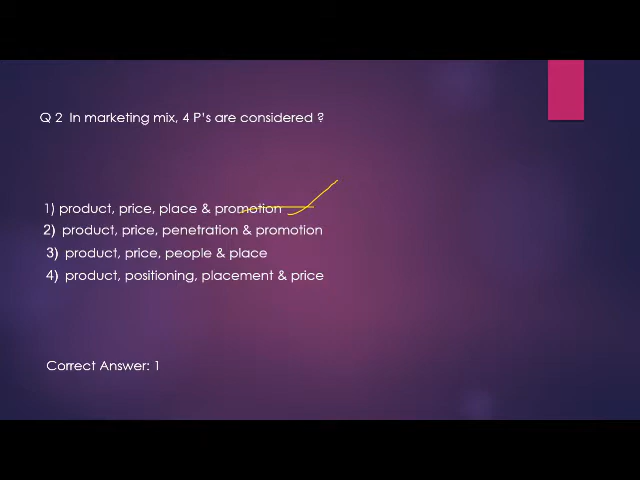 Q 2 In marketing mix, 4 P's are considered ?
1) product, price, place & promotion
2) product, price, penetration & promotion
3) product, price, people & place
4) product, positioning, placement & price
Correct Answer: 1